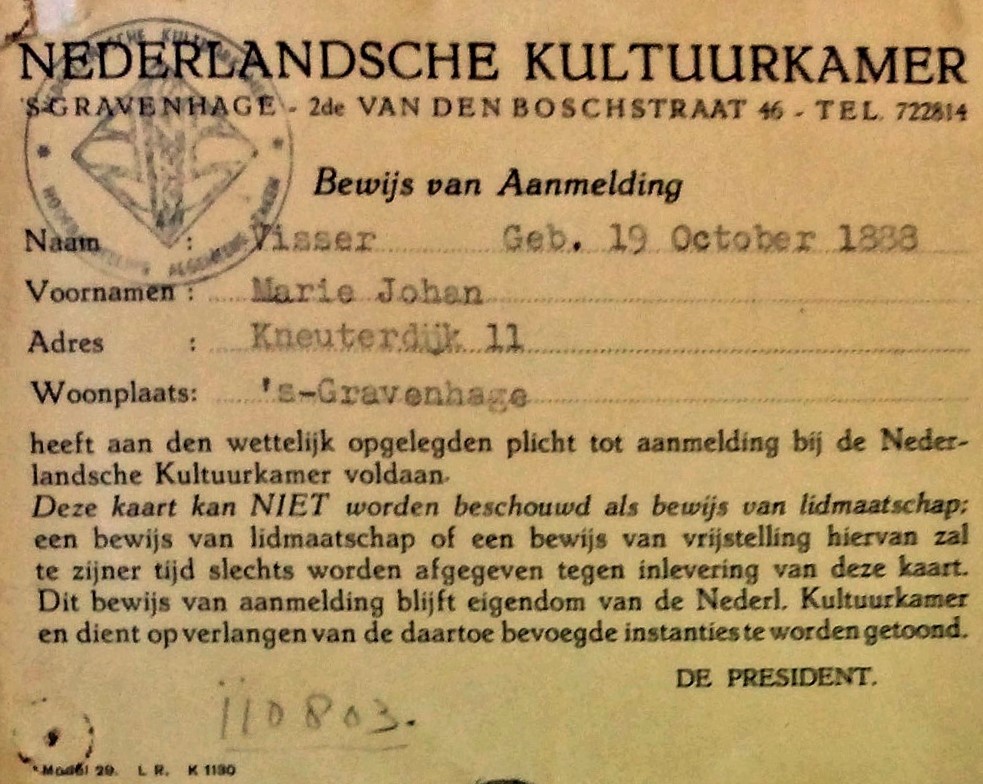 NEDERLANDSCHE KULTUURKAMER
'S-GRAVENHAGE - 2de VAN DEN BOSCHSTRAAT 46 - TEL. 722814
Bewijs van Aanmelding
Naam : Visser Geb. 19 October 1888
Voornamen : Marie Johan
Adres : Kneuterdijk 11
Woonplaats: 's-Gravenhage
heeft aan den wettelijk opgelegden plicht tot aanmelding bij de Neder-
landsche Kultuurkamer voldaan.
Deze kaart kan NIET worden beschouwd als bewijs van lidmaatschap;
een bewijs van lidmaatschap of een bewijs van vrijstelling hiervan zal
te zijner tijd slechts worden afgegeven tegen inlevering van deze kaart.
Dit bewijs van aanmelding blijft eigendom van de Nederl. Kultuurkamer
en dient op verlangen van de daartoe bevoegde instanties te worden getoond.
DE PRESIDENT.
110803.
Model 29. L R. K 1130